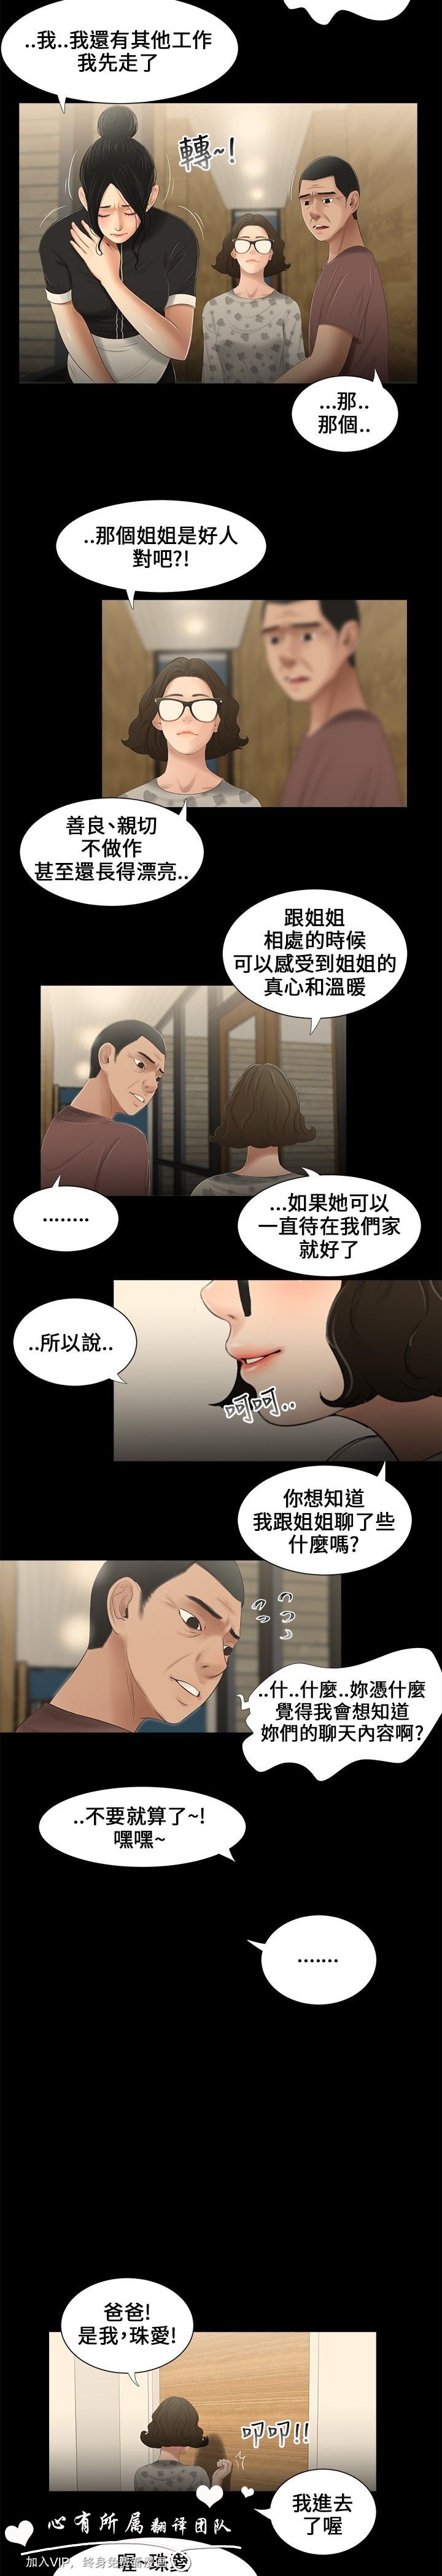 ..我..我還有其他工作
我先走了
轉~!
...那..
那個..
..那個姐姐是好人
對吧?!
善良、親切
不做作
甚至還長得漂亮..
跟姐姐
相處的時候
可以感受到姐姐的
真心和溫暖
........
...如果她可以
一直待在我們家
就好了
..所以說..
呵呵..
你想知道
我跟姐姐聊了些
什麼嗎?
..什..什麼..妳憑什麼
覺得我會想知道
妳們的聊天內容啊?
..不要就算了~!
嘿嘿~
.......
爸爸!
是我,珠愛!
叩叩!!
我進去
了喔
心有所属翻译团队
加入VIP,终身免
喔,珠愛